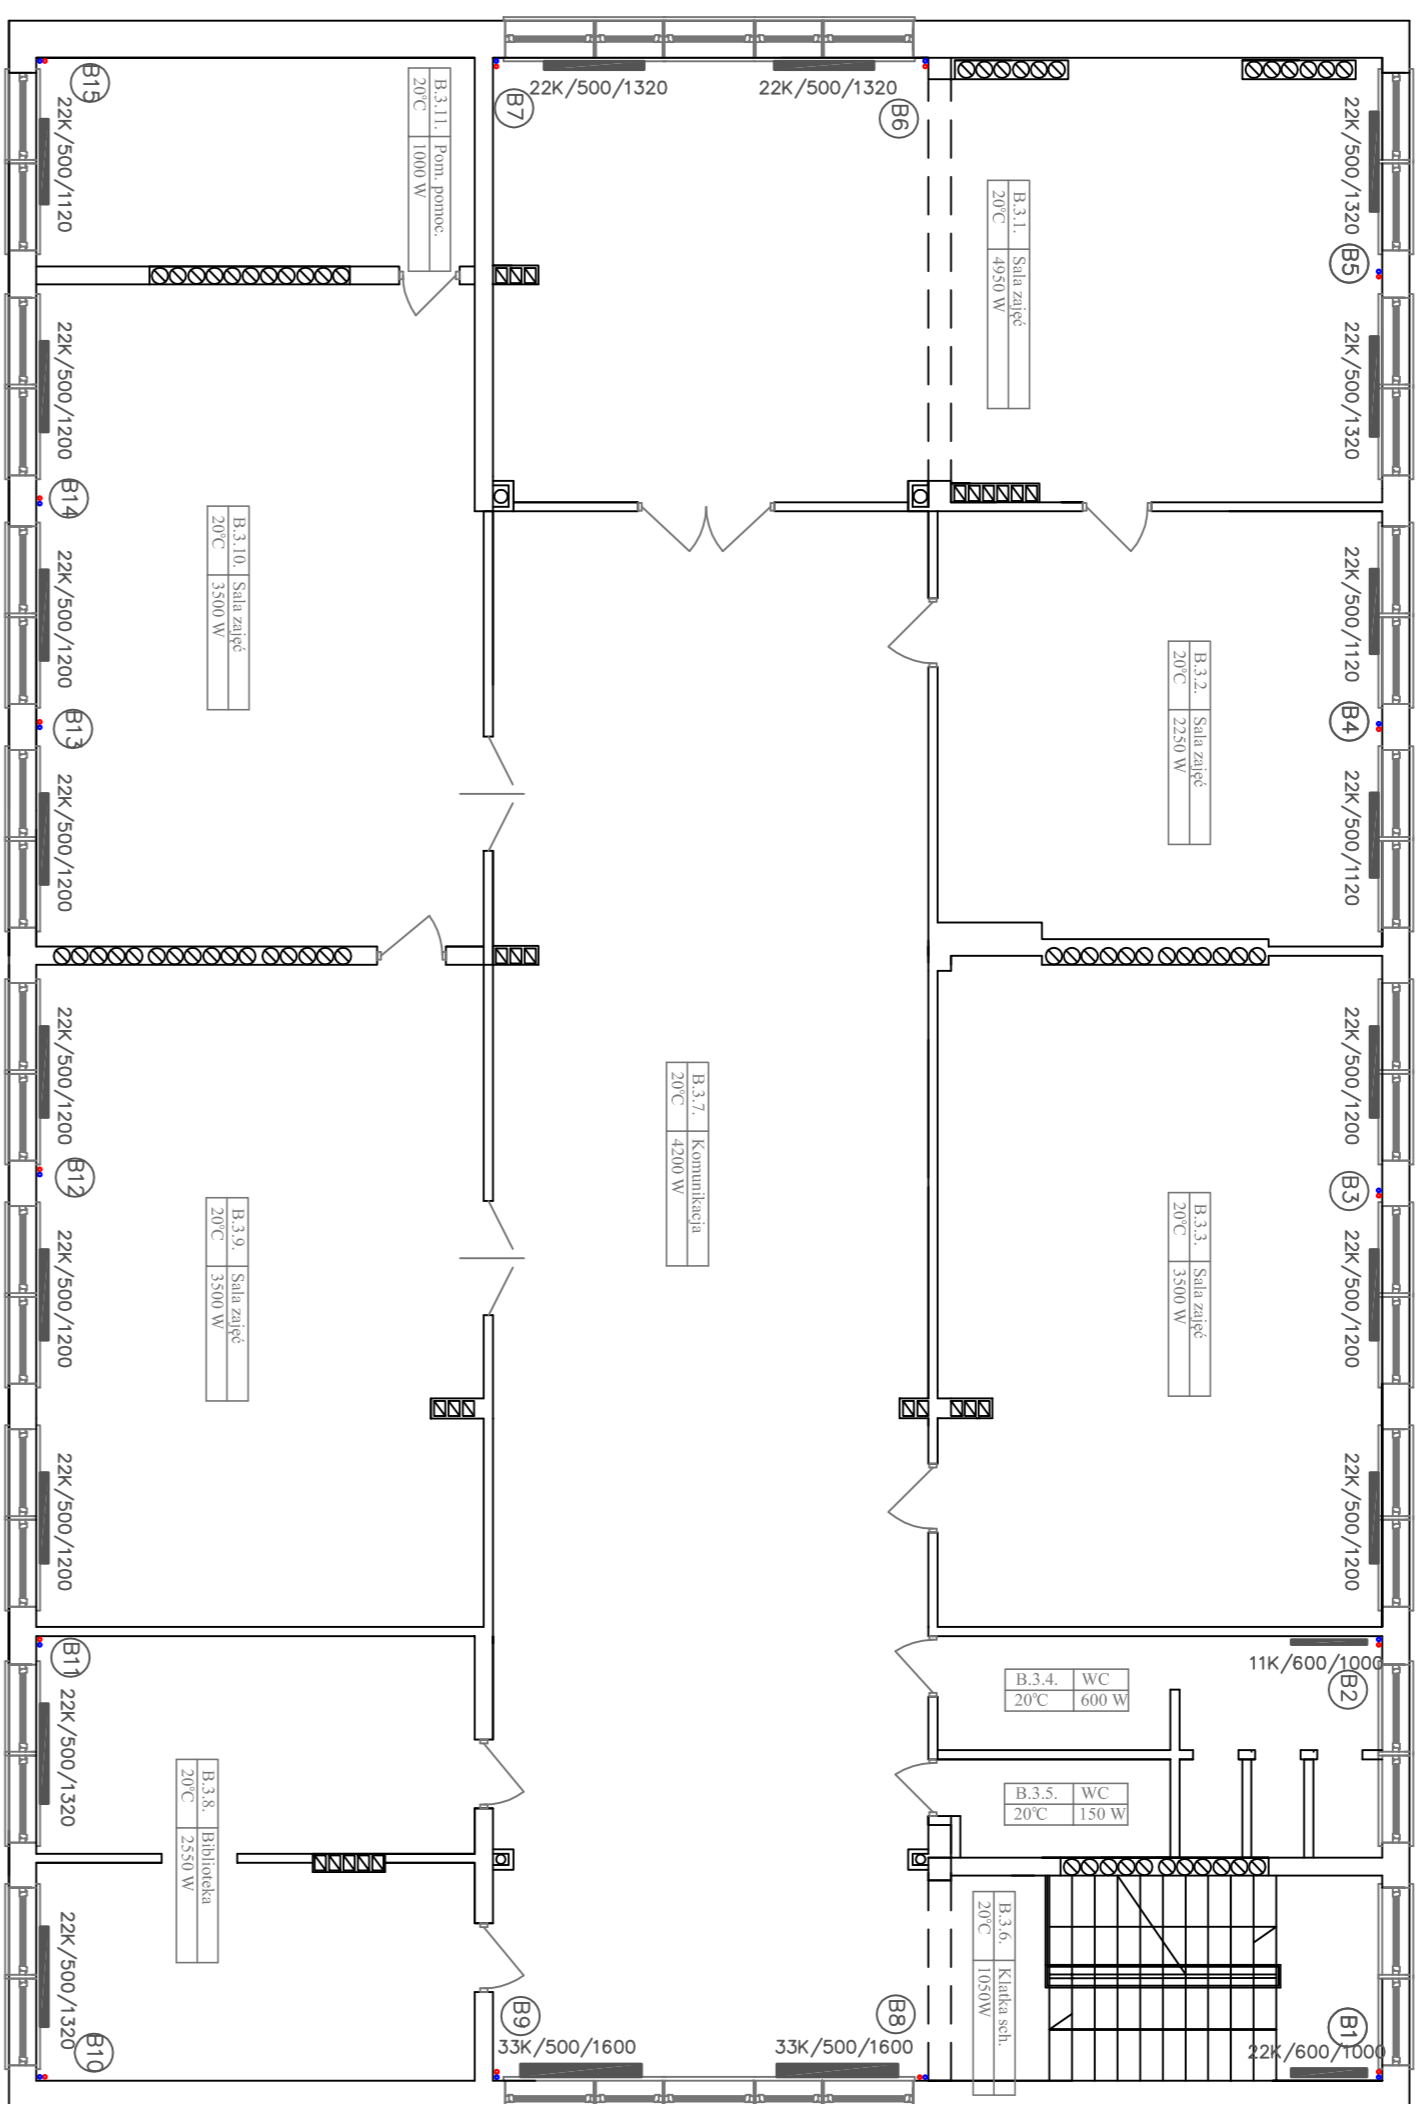 22K/500/1320
22K/500/1320
B7
B6
B15
22K/500/1120
B.3.11. Pom. pomoc.
20°C 1000 W
B.3.1. Sala zajęć
20°C 4950 W
22K/500/1320
B5
22K/500/1320
22K/500/1200
B14
22K/500/1200
B13
22K/500/1200
B.3.10. Sala zajęć
20°C 3500 W
B.3.2. Sala zajęć
20°C 2250 W
22K/500/1120
B4
22K/500/1120
22K/500/1200
B12
22K/500/1200
22K/500/1200
B.3.9. Sala zajęć
20°C 3500 W
B.3.7. Komunikacja
20°C 4200 W
B.3.3. Sala zajęć
20°C 3500 W
22K/500/1200
B3
22K/500/1200
22K/500/1200
11K/600/1000
B2
B.3.4. WC
20°C 600 W
B.3.5. WC
20°C 150 W
B11
22K/500/1320
B.3.8. Biblioteka
20°C 2550 W
22K/500/1320
B10
B.3.6. Klatka sch.
20°C 1050W
B9
33K/500/1600
B8
33K/500/1600
B1
22K/600/1000